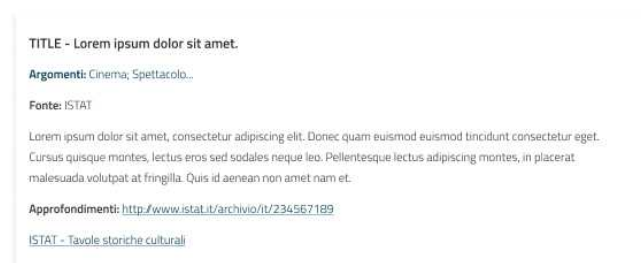 TITLE - Lorem ipsum dolor sit amet.
Argomenti: Cinema; Spettacolo...
Fonte: ISTAT
Lorem ipsum dolor sit amet, consectetur adipiscing elit. Donec quam euismod euismod tincidunt consectetur eget.
Cursus quisque montes, lectus eros sed sodales neque leo. Pellentesque lectus adipiscing montes, in placerat
malesuada volutpat at fringilla. Quis id aenean non amet nam et.
Approfondimenti: http://www.istat.it/archivio/it/234567189
ISTAT - Tavole storiche culturali